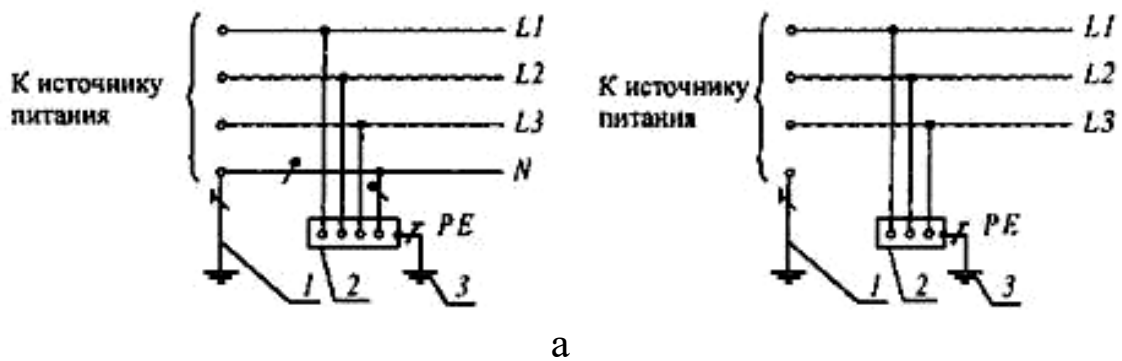 L1
L2
К источнику
питания
L3
N
PE
1 2 3
L1
L2
К источнику
питания
L3
PE
1 2 3
а